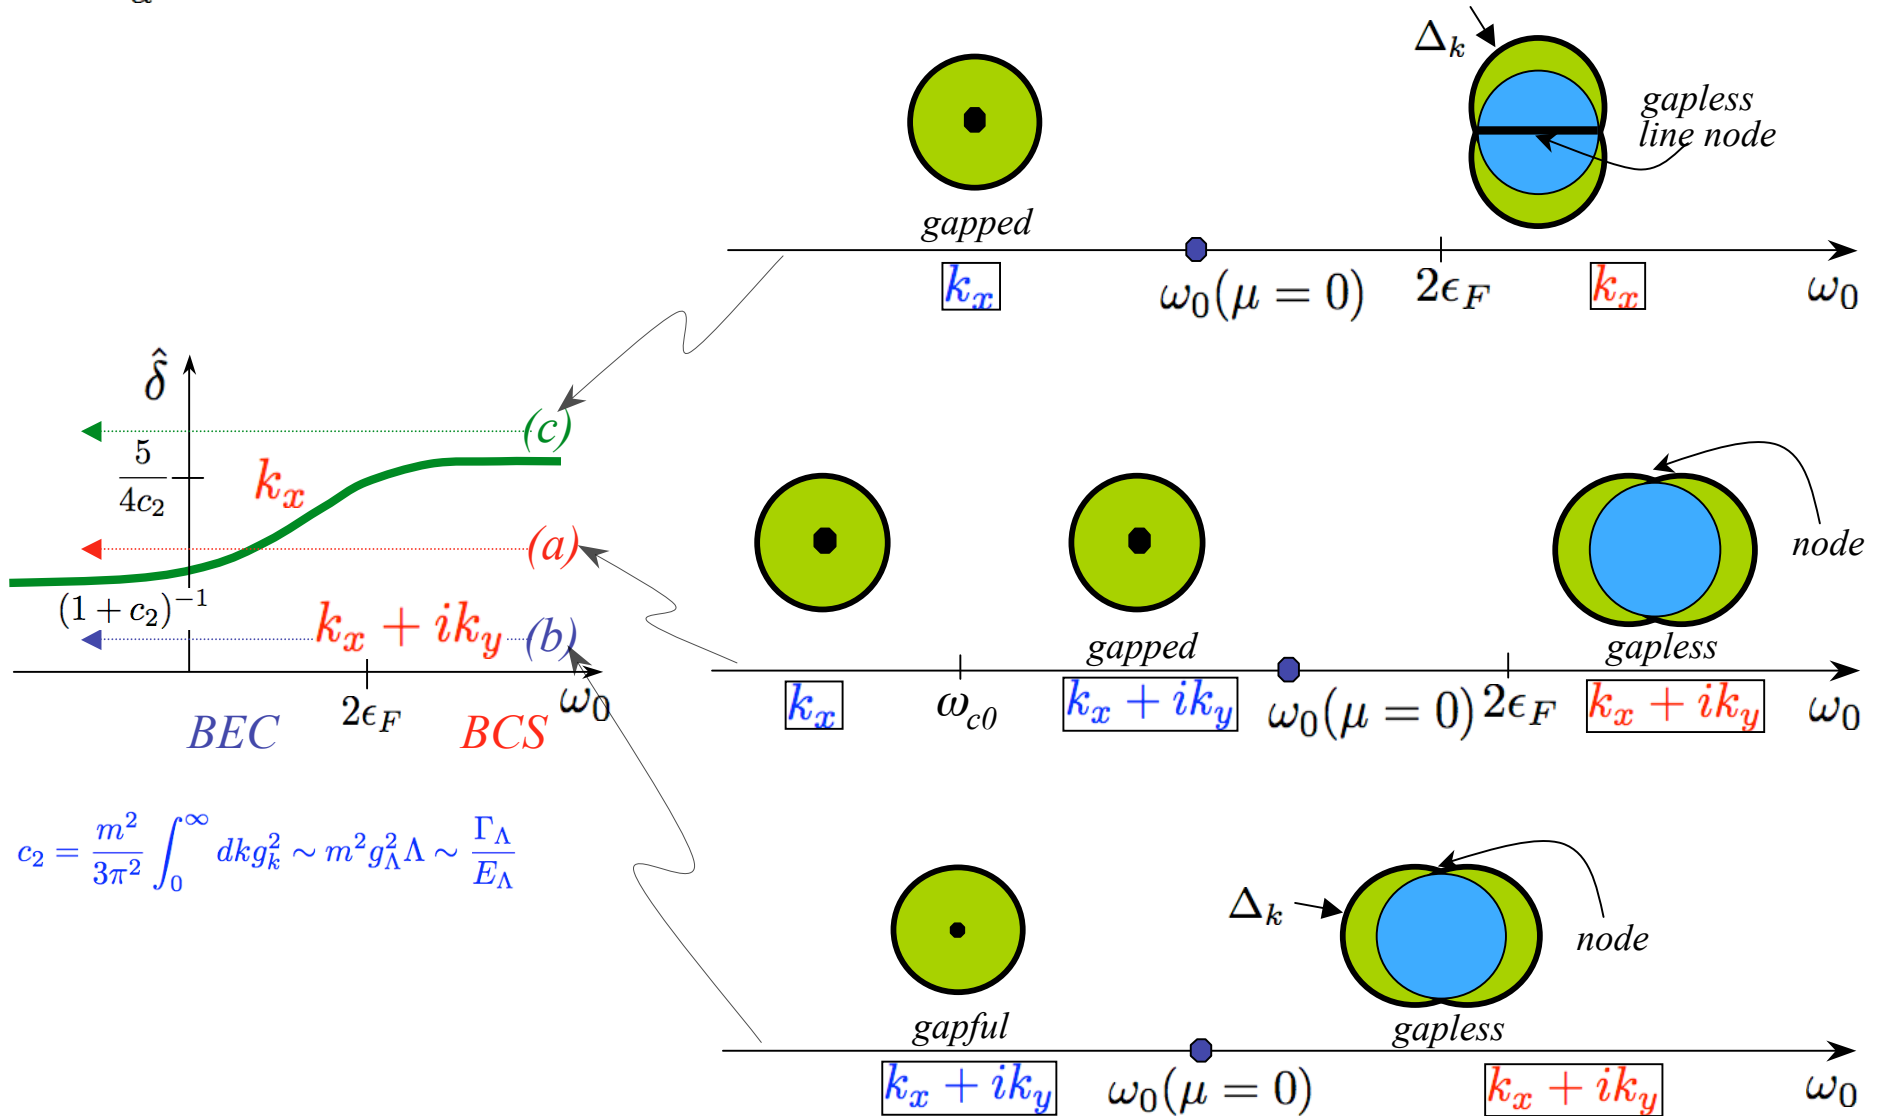 Δ_k
gapless
line node
gapped
k_x
ω_0(μ = 0)
2ϵ_F
k_x
ω_0
δ̂
(c)
5/(4c_2)
k_x
(a)
(1 + c_2)^{-1}
k_x + ik_y
(b)
2ϵ_F
ω_0
BEC
BCS
node
gapped
gapless
k_x
ω_{c0}
k_x + ik_y
ω_0(μ = 0)
2ϵ_F
k_x + ik_y
ω_0
c_2 = \frac{m^2}{3π^2} ∫_0^∞ dkg_k^2 ∼ m^2 g_Λ^2 Λ ∼ \frac{Γ_Λ}{E_Λ}
Δ_k
node
gapful
gapless
k_x + ik_y
ω_0(μ = 0)
k_x + ik_y
ω_0